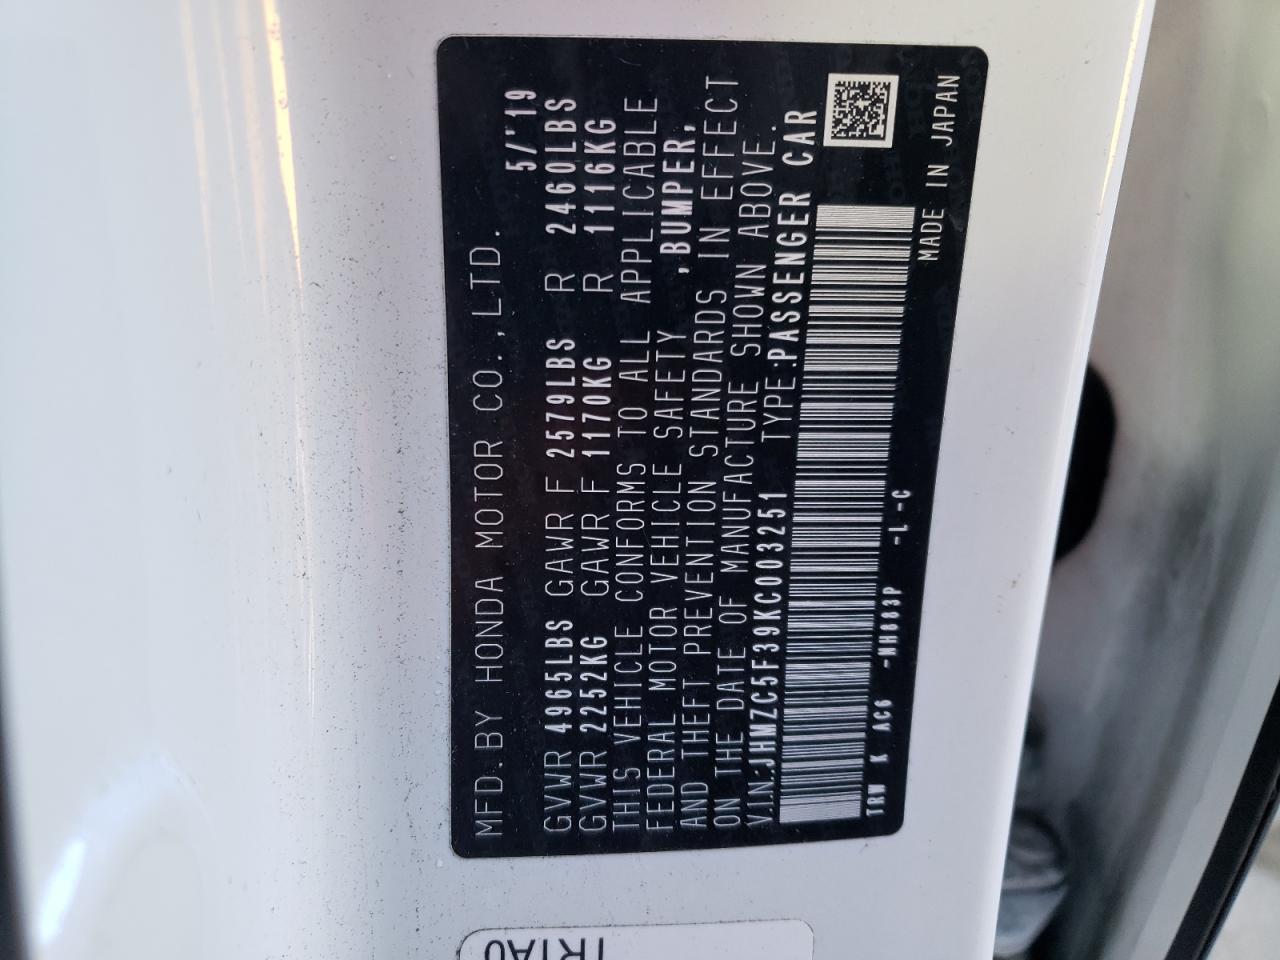 MFD. BY HONDA MOTOR CO.,LTD. 5/'19
GVWR 4965LBS GAWR F 2579LBS R 2460LBS
GVWR 2252KG GAWR F 1170KG R 1116KG
THIS VEHICLE CONFORMS TO ALL APPLICABLE
FEDERAL MOTOR VEHICLE SAFETY ,BUMPER,
AND THEFT PREVENTION STANDARDS IN EFFECT
ON THE DATE OF MANUFACTURE SHOWN ABOVE.
V.I.N.:JHMZC5F39KC003251 TYPE:PASSENGER CAR
TRW K AC6 -NH883P -L-C
MADE IN JAPAN
TR1A0